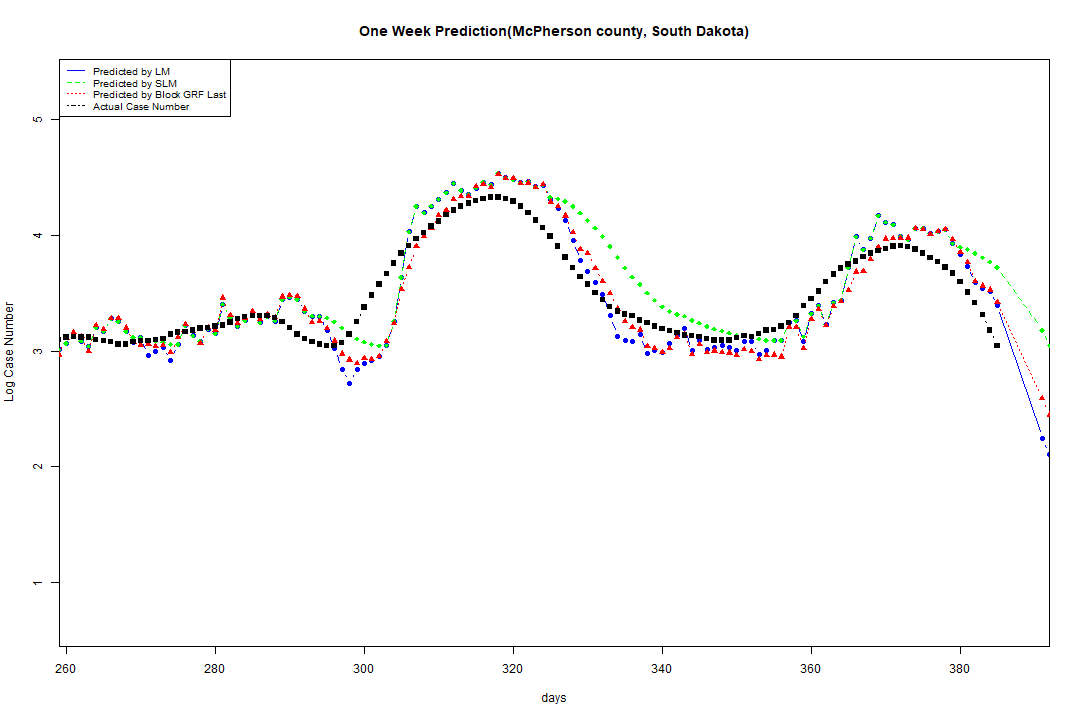 One Week Prediction(McPherson county, South Dakota)
Predicted by LM
Predicted by SLM
Predicted by Block GRF Last
Actual Case Number
Log Case Number
5
4
3
2
1
260 280 300 320 340 360 380
days